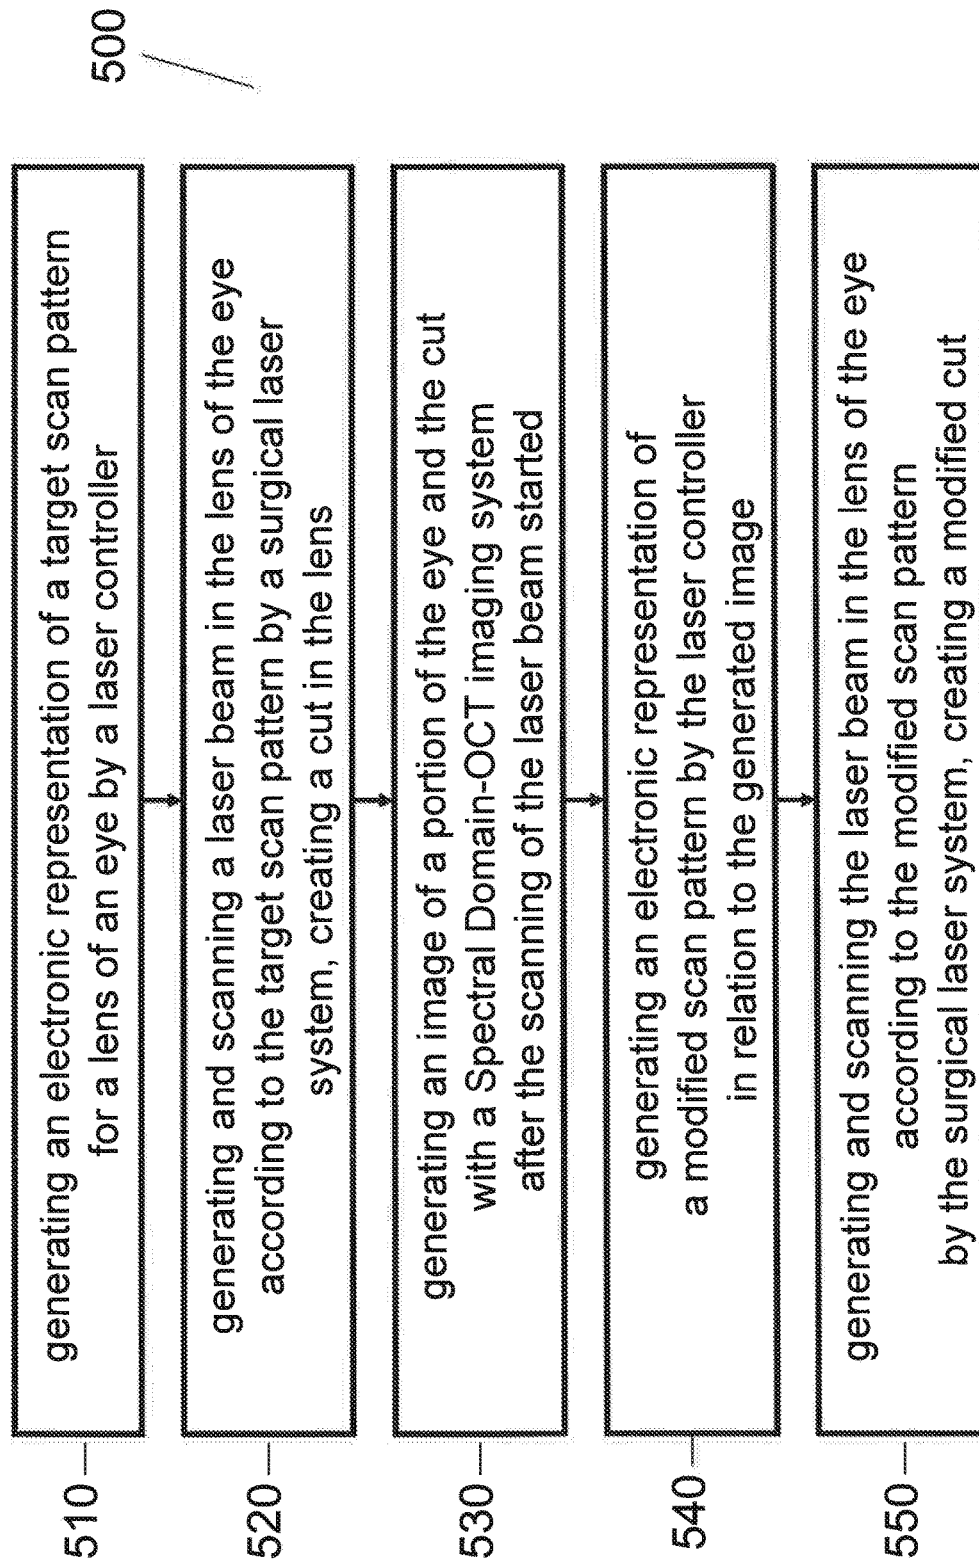 500
510
generating an electronic representation of a target scan pattern
for a lens of an eye by a laser controller
520
generating and scanning a laser beam in the lens of the eye
according to the target scan pattern by a surgical laser
system, creating a cut in the lens
530
generating an image of a portion of the eye and the cut
with a Spectral Domain-OCT imaging system
after the scanning of the laser beam started
540
generating an electronic representation of
a modified scan pattern by the laser controller
in relation to the generated image
550
generating and scanning the laser beam in the lens of the eye
according to the modified scan pattern
by the surgical laser system, creating a modified cut